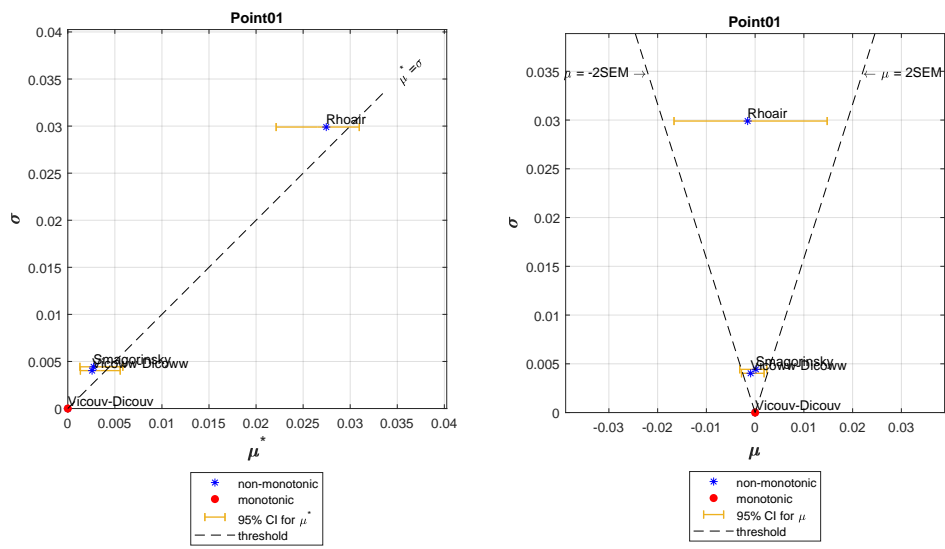 Point01
0.04
0.035
0.03
0.025
0.02
0.015
0.01
0.005
0
σ
μ* =σ
Rhoair
Smagorinsky
Vicoww-Dicoww
Vicouv-Dicouv
0 0.005 0.01 0.015 0.02 0.025 0.03 0.035 0.04
μ*
non-monotonic
monotonic
95% CI for μ*
threshold
Point01
0.035
0.03
0.025
0.02
0.015
0.01
0.005
0
σ
= -2SEM →
← μ = 2SEM
Rhoair
Smagorinsky
Vicoww-Dicoww
Vicouv-Dicouv
-0.03 -0.02 -0.01 0 0.01 0.02 0.03
μ
non-monotonic
monotonic
95% CI for μ
threshold